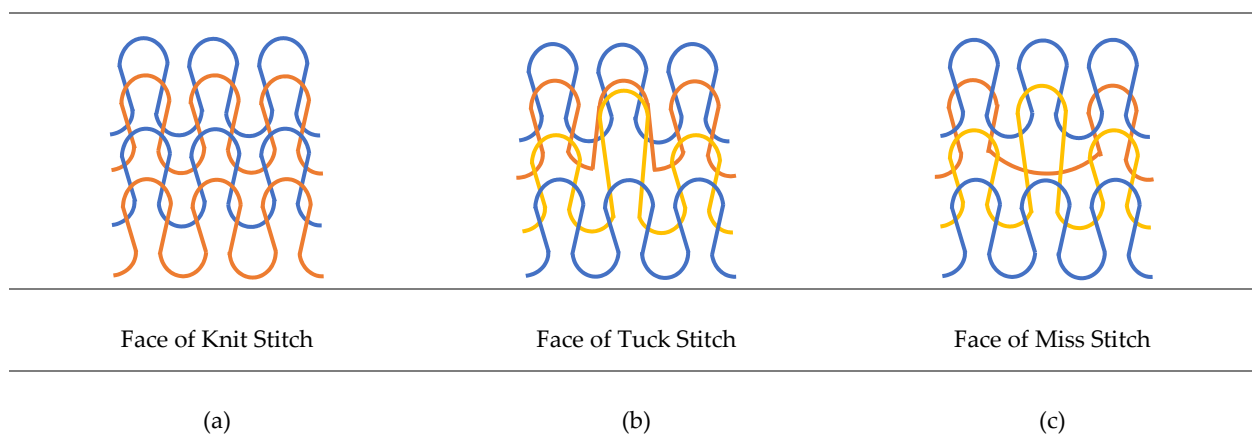 Face of Knit Stitch Face of Tuck Stitch Face of Miss Stitch
(a) (b) (c)